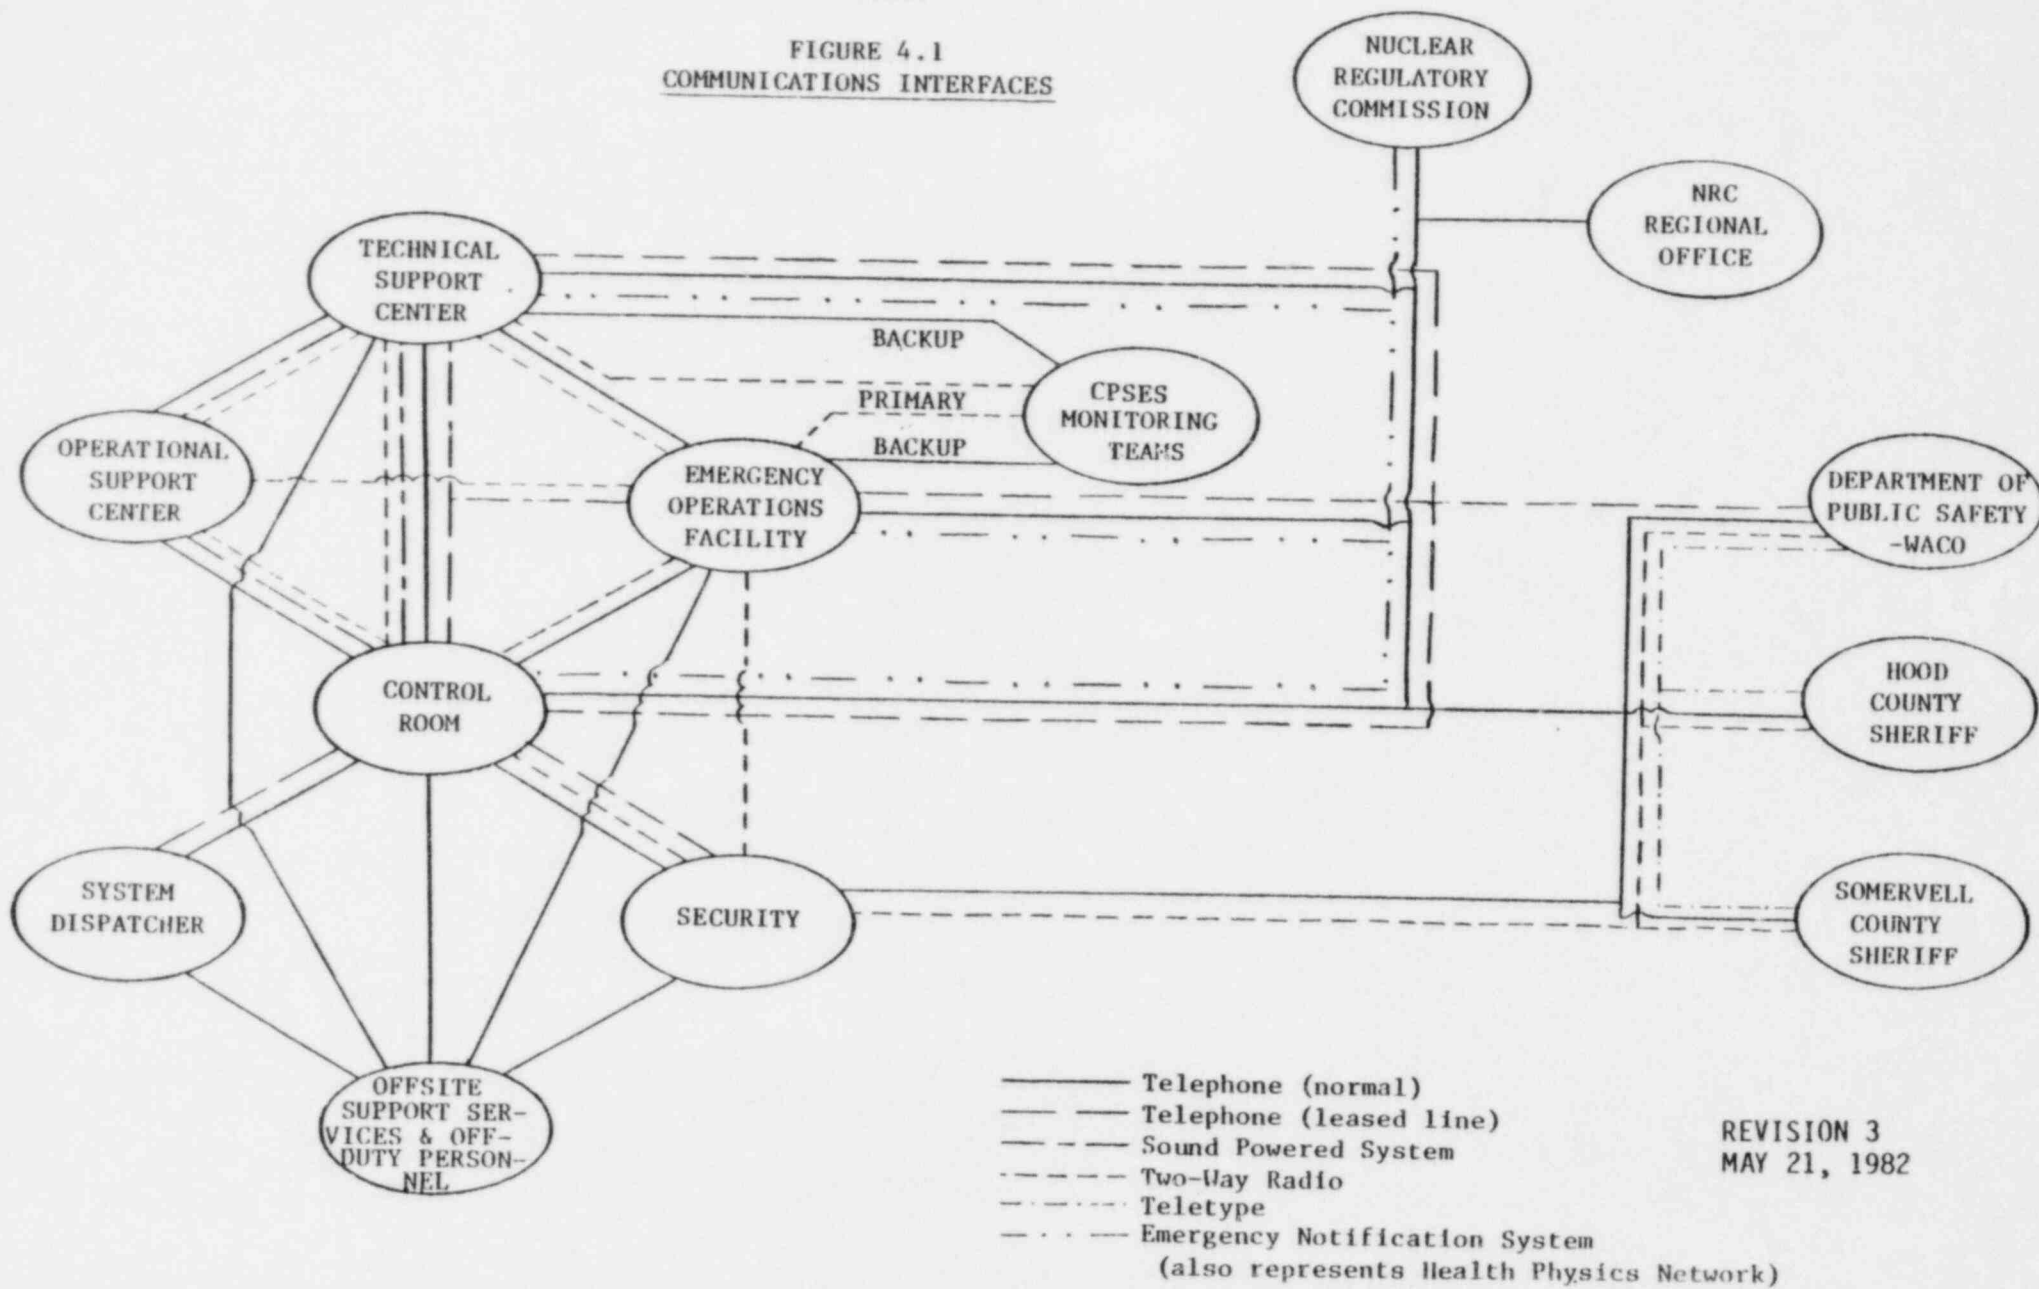 FIGURE 4.1
COMMUNICATIONS INTERFACES
NUCLEAR
REGULATORY
COMMISSION
NRC
REGIONAL
OFFICE
TECHNICAL
SUPPORT
CENTER
BACKUP
PRIMARY
BACKUP
CPSES
MONITORING
TEAMS
OPERATIONAL
SUPPORT
CENTER
EMERGENCY
OPERATIONS
FACILITY
DEPARTMENT OF
PUBLIC SAFETY
-WACO
CONTROL
ROOM
HOOD
COUNTY
SHERIFF
SYSTEM
DISPATCHER
SECURITY
SOMERVELL
COUNTY
SHERIFF
OFFSITE
SUPPORT SER-
VICES & OFF-
DUTY PERSON-
NEL
Telephone (normal)
Telephone (leased line)
Sound Powered System
Two-Way Radio
Teletype
Emergency Notification System
(also represents Health Physics Network)
REVISION 3
MAY 21, 1982